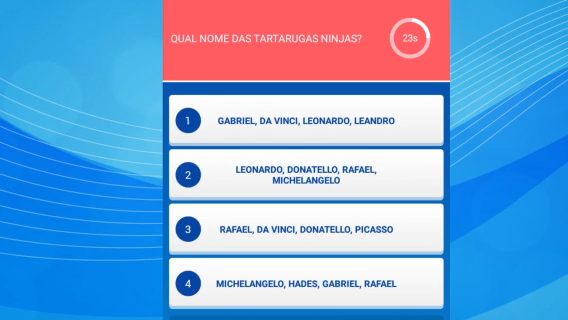 QUAL NOME DAS TARTARUGAS NINJAS?
23s
1
GABRIEL, DA VINCI, LEONARDO, LEANDRO
2
LEONARDO, DONATELLO, RAFAEL,
MICHELANGELO
3
RAFAEL, DA VINCI, DONATELLO, PICASSO
4
MICHELANGELO, HADES, GABRIEL, RAFAEL